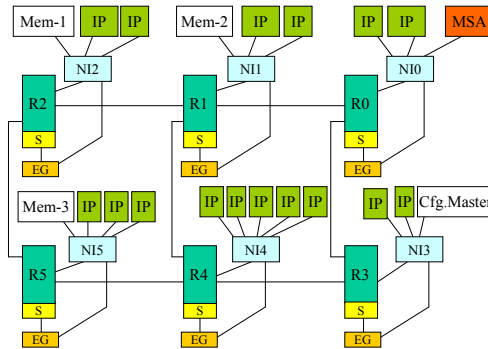 Mem-1 IP IP Mem-2 IP IP IP IP MSA
NI2 NI1 NI0
R2 R1 R0
S S S
EG EG EG
Mem-3 IP IP IP IP IP IP IP IP IP IP Cfg.Master
NI5 NI4 NI3
R5 R4 R3
S S S
EG EG EG